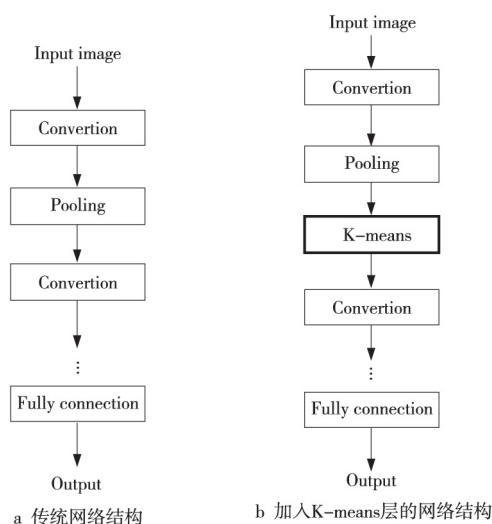 Input image
Convertion
Pooling
Convertion
⋮
Fully connection
Output
a 传统网络结构
Input image
Convertion
Pooling
K-means
Convertion
⋮
Fully connection
Output
b 加入K-means层的网络结构